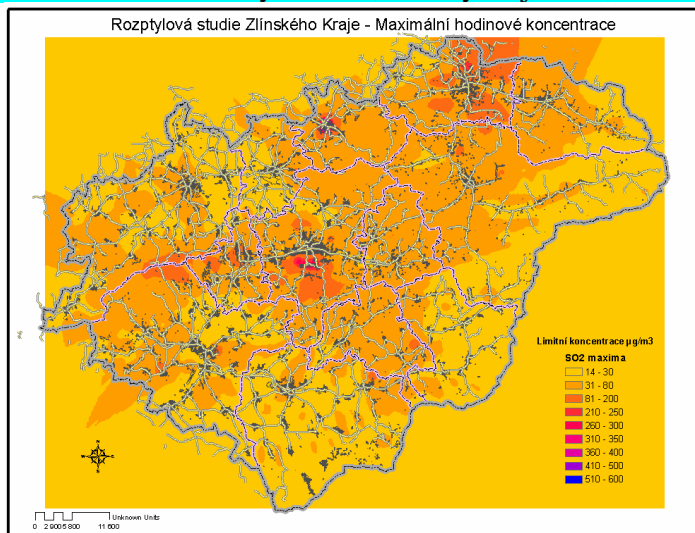 Rozptylová studie Zlínského Kraje - Maximální hodinové koncentrace
Limitní koncentrace µg/m3
SO2 maxima
14 - 30
31 - 80
81 - 200
210 - 250
260 - 300
310 - 350
360 - 400
410 - 500
510 - 600
N
W E
S
Unknown Units
0 2 9005 800 11 600